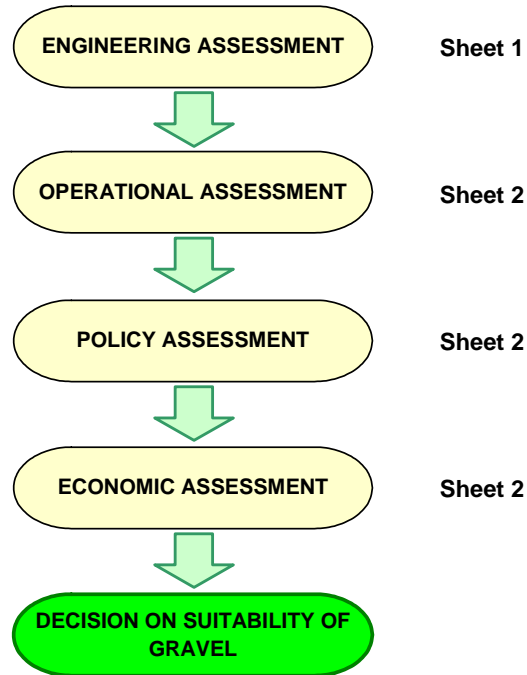 ENGINEERING ASSESSMENT
Sheet 1
OPERATIONAL ASSESSMENT
Sheet 2
POLICY ASSESSMENT
Sheet 2
ECONOMIC ASSESSMENT
Sheet 2
DECISION ON SUITABILITY OF
GRAVEL